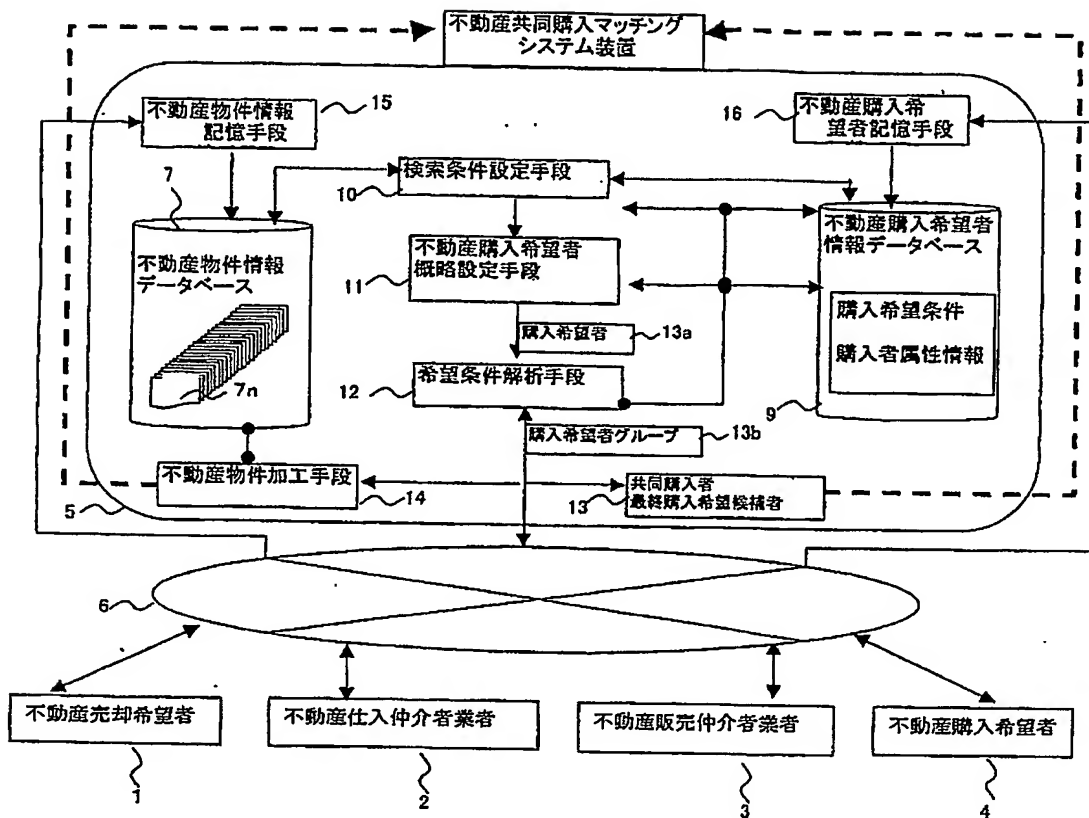 不動産共同購入マッチング
システム装置
不動産物件情報
記憶手段
15
16
不動産購入希
望者記憶手段
7
検索条件設定手段
10
不動産物件情報
データベース
不動産購入希望者
概略設定手段
11
不動産購入希望者
情報データベース
購入希望条件
購入者属性情報
購入希望者
13a
7n
12
希望条件解析手段
9
購入希望者グループ
13b
不動産物件加工手段
14
13
共同購入者
最終購入希望候補者
5
6
不動産売却希望者
不動産仕入仲介者業者
不動産販売仲介者業者
不動産購入希望者
1
2
3
4